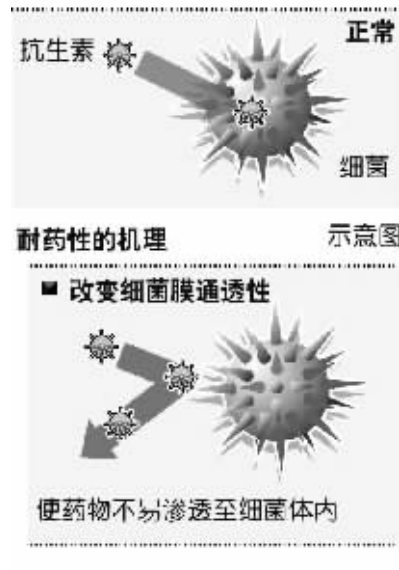 正常
抗生素
细菌
耐药性的机理 示意图
■ 改变细菌膜通透性
使药物不易渗透至细菌体内